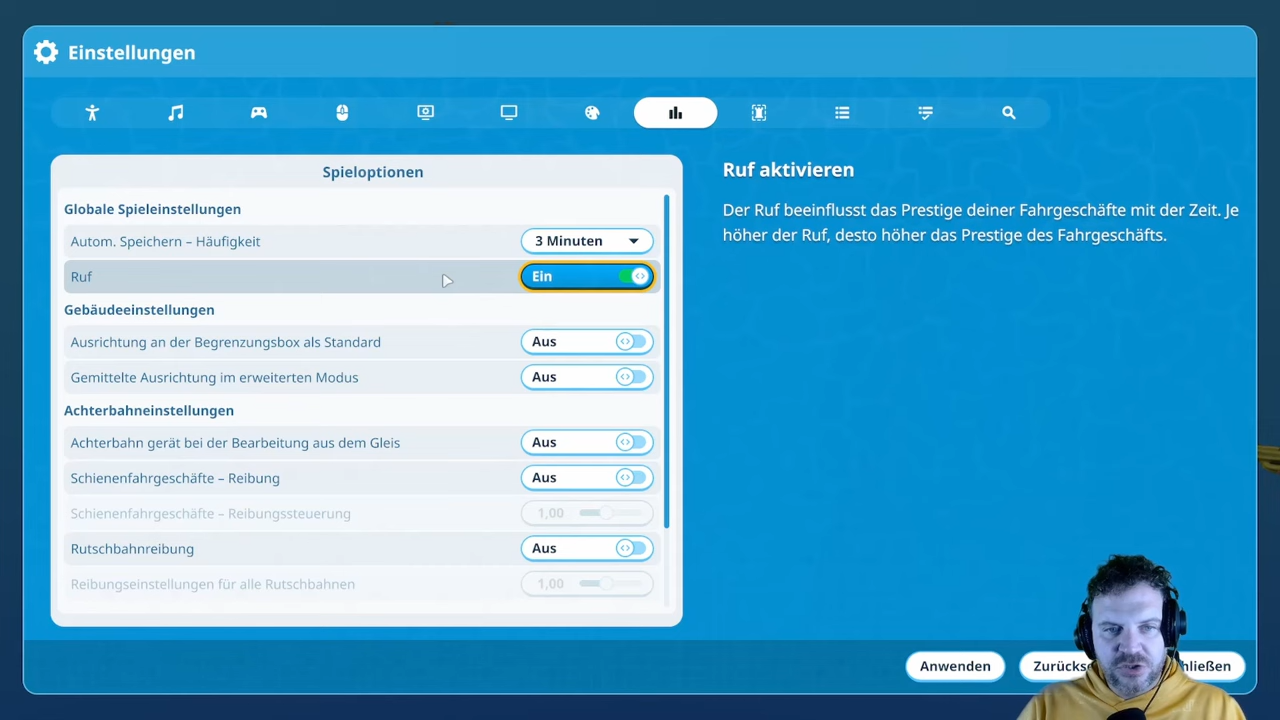 Einstellungen
Spieloptionen
Globale Spieleinstellungen
Autom. Speichern – Häufigkeit
3 Minuten
Ruf
Ein
Gebäudeeinstellungen
Ausrichtung an der Begrenzungsbox als Standard
Aus
Gemittelte Ausrichtung im erweiterten Modus
Aus
Achterbahneinstellungen
Achterbahn gerät bei der Bearbeitung aus dem Gleis
Aus
Schienenfahrgeschäfte – Reibung
Aus
Schienenfahrgeschäfte – Reibungssteuerung
1,00
Rutschbahnreibung
Aus
Reibungseinstellungen für alle Rutschbahnen
1,00
Ruf aktivieren
Der Ruf beeinflusst das Prestige deiner Fahrgeschäfte mit der Zeit. Je
höher der Ruf, desto höher das Prestige des Fahrgeschäfts.
Anwenden